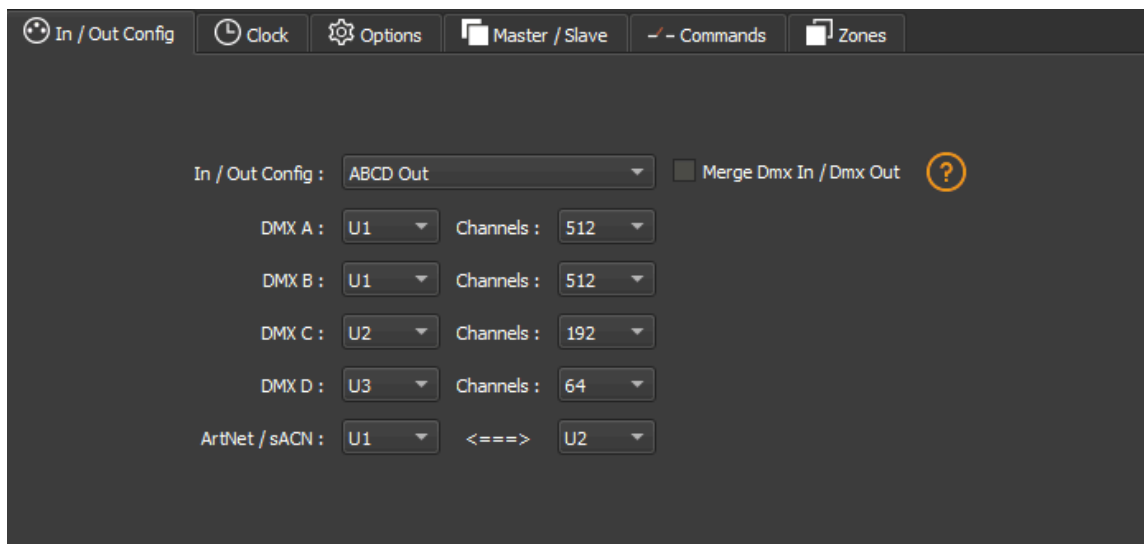 In / Out Config Clock Options Master / Slave Commands Zones
In / Out Config : ABCD Out Merge Dmx In / Dmx Out ?
DMX A : U1 Channels : 512
DMX B : U1 Channels : 512
DMX C : U2 Channels : 192
DMX D : U3 Channels : 64
ArtNet / sACN : U1 <===> U2